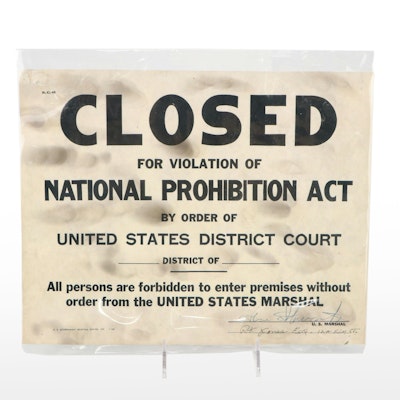 CLOSED
FOR VIOLATION OF
NATIONAL PROHIBITION ACT
BY ORDER OF
UNITED STATES DISTRICT COURT
DISTRICT OF
All persons are forbidden to enter premises without
order from the UNITED STATES MARSHAL
U. S. MARSHAL